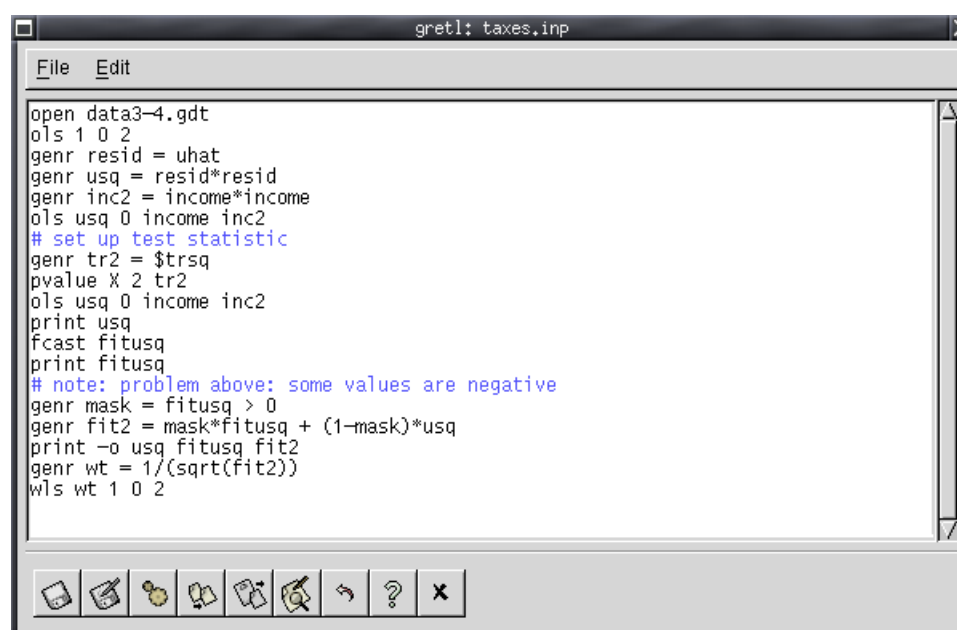 gretl: taxes.inp
File Edit
open data3-4.gdt
ols 1 0 2
genr resid = uhat
genr usq = resid*resid
genr inc2 = income*income
ols usq 0 income inc2
# set up test statistic
genr tr2 = $trsq
pvalue X 2 tr2
ols usq 0 income inc2
print usq
fcast fitusq
print fitusq
# note: problem above: some values are negative
genr mask = fitusq > 0
genr fit2 = mask*fitusq + (1-mask)*usq
print -o usq fitusq fit2
genr wt = 1/(sqrt(fit2))
wls wt 1 0 2